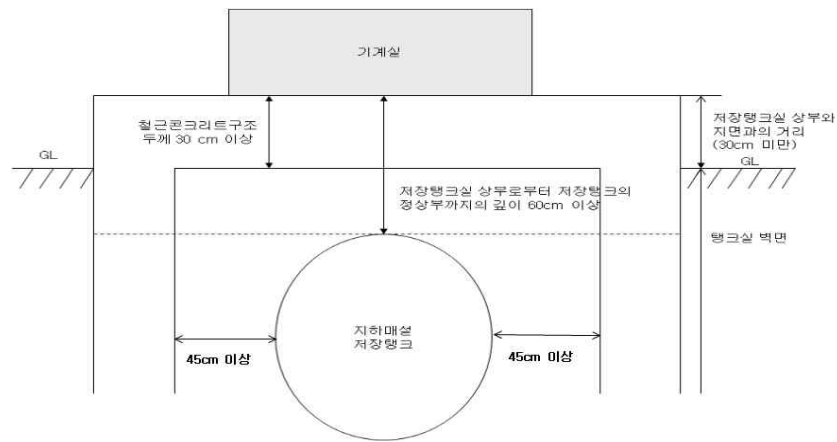 기계실
철근콘크리트구조
두께 30 cm 이상
저장탱크실 상부와
지면과의 거리
(30cm 미만)
GL
GL
저장탱크실 상부로부터 저장탱크의
정상부까지의 깊이 60cm 이상
탱크실 벽면
지하매설
저장탱크
45cm 이상
45cm 이상